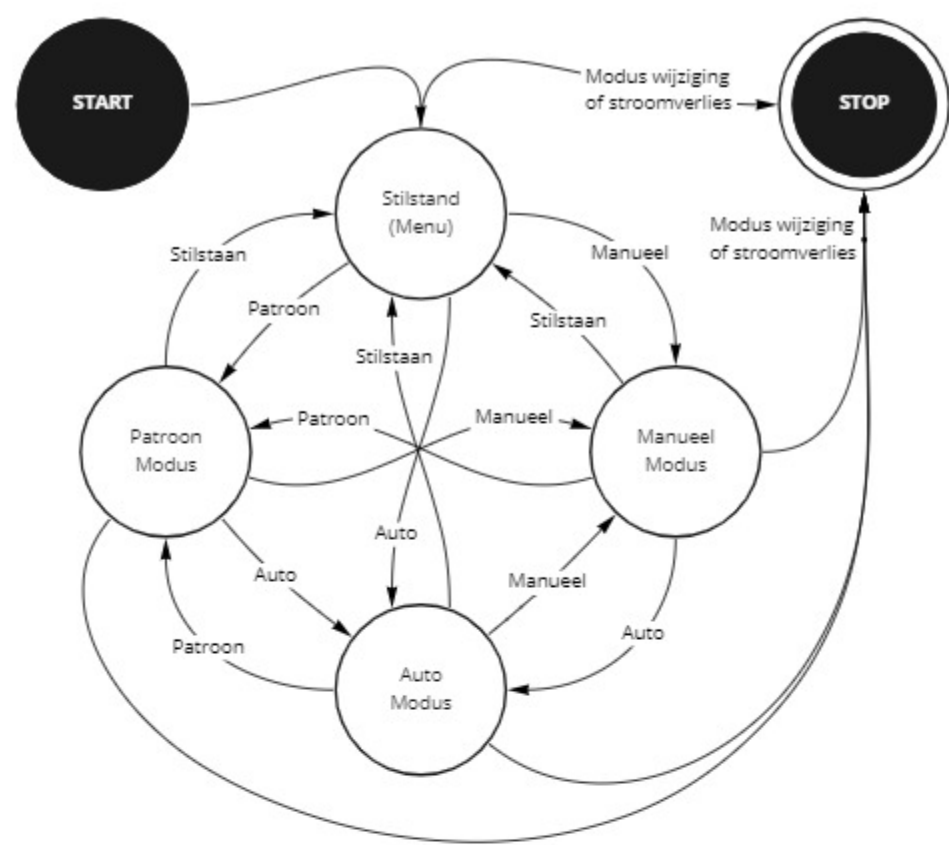 START
Modus wijziging
of stroomverlies
STOP
Stilstand
(Menu)
Modus wijziging
of stroomverlies
Stilstaan
Manueel
Patroon
Stilstaan
Stilstaan
Patroon
Manueel
Patroon
Modus
Manueel
Modus
Auto
Auto
Manueel
Auto
Patroon
Auto
Modus